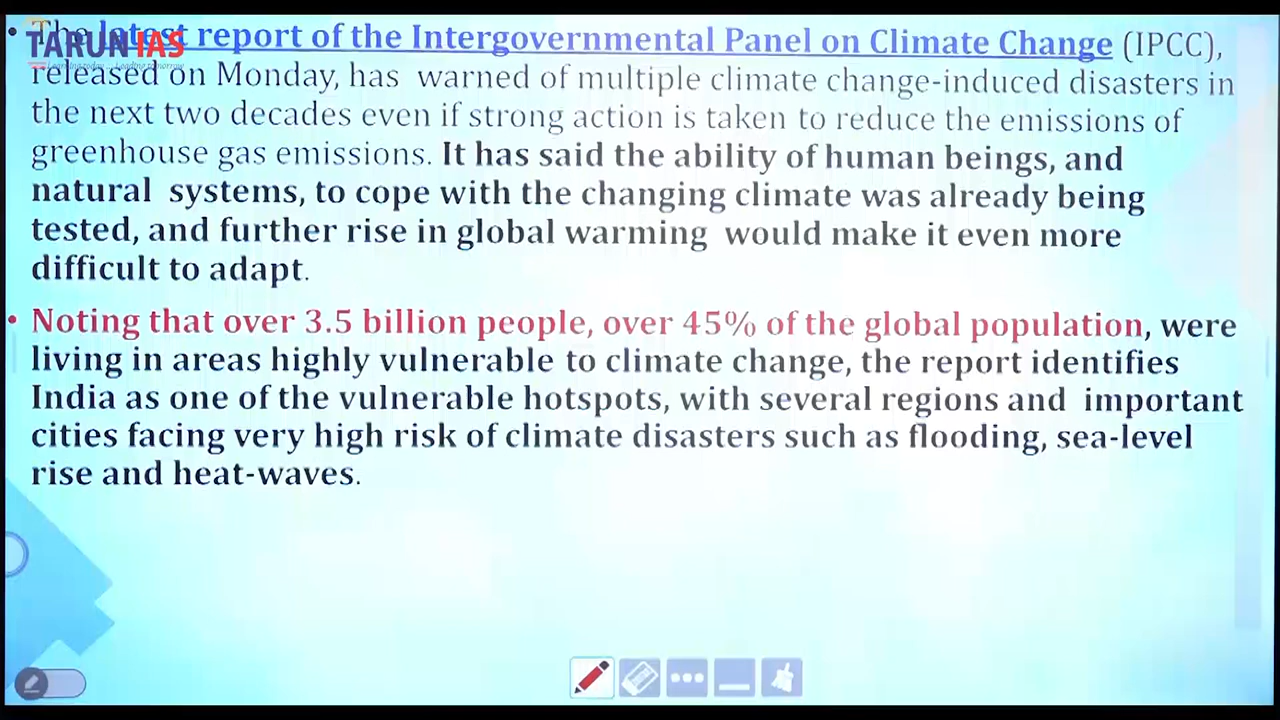 • The latest report of the Intergovernmental Panel on Climate Change (IPCC),
TARUN IAS
Learning today... Leading tomorrow
released on Monday, has warned of multiple climate change-induced disasters in
the next two decades even if strong action is taken to reduce the emissions of
greenhouse gas emissions. It has said the ability of human beings, and
natural systems, to cope with the changing climate was already being
tested, and further rise in global warming would make it even more
difficult to adapt.
• Noting that over 3.5 billion people, over 45% of the global population, were
living in areas highly vulnerable to climate change, the report identifies
India as one of the vulnerable hotspots, with several regions and important
cities facing very high risk of climate disasters such as flooding, sea-level
rise and heat-waves.